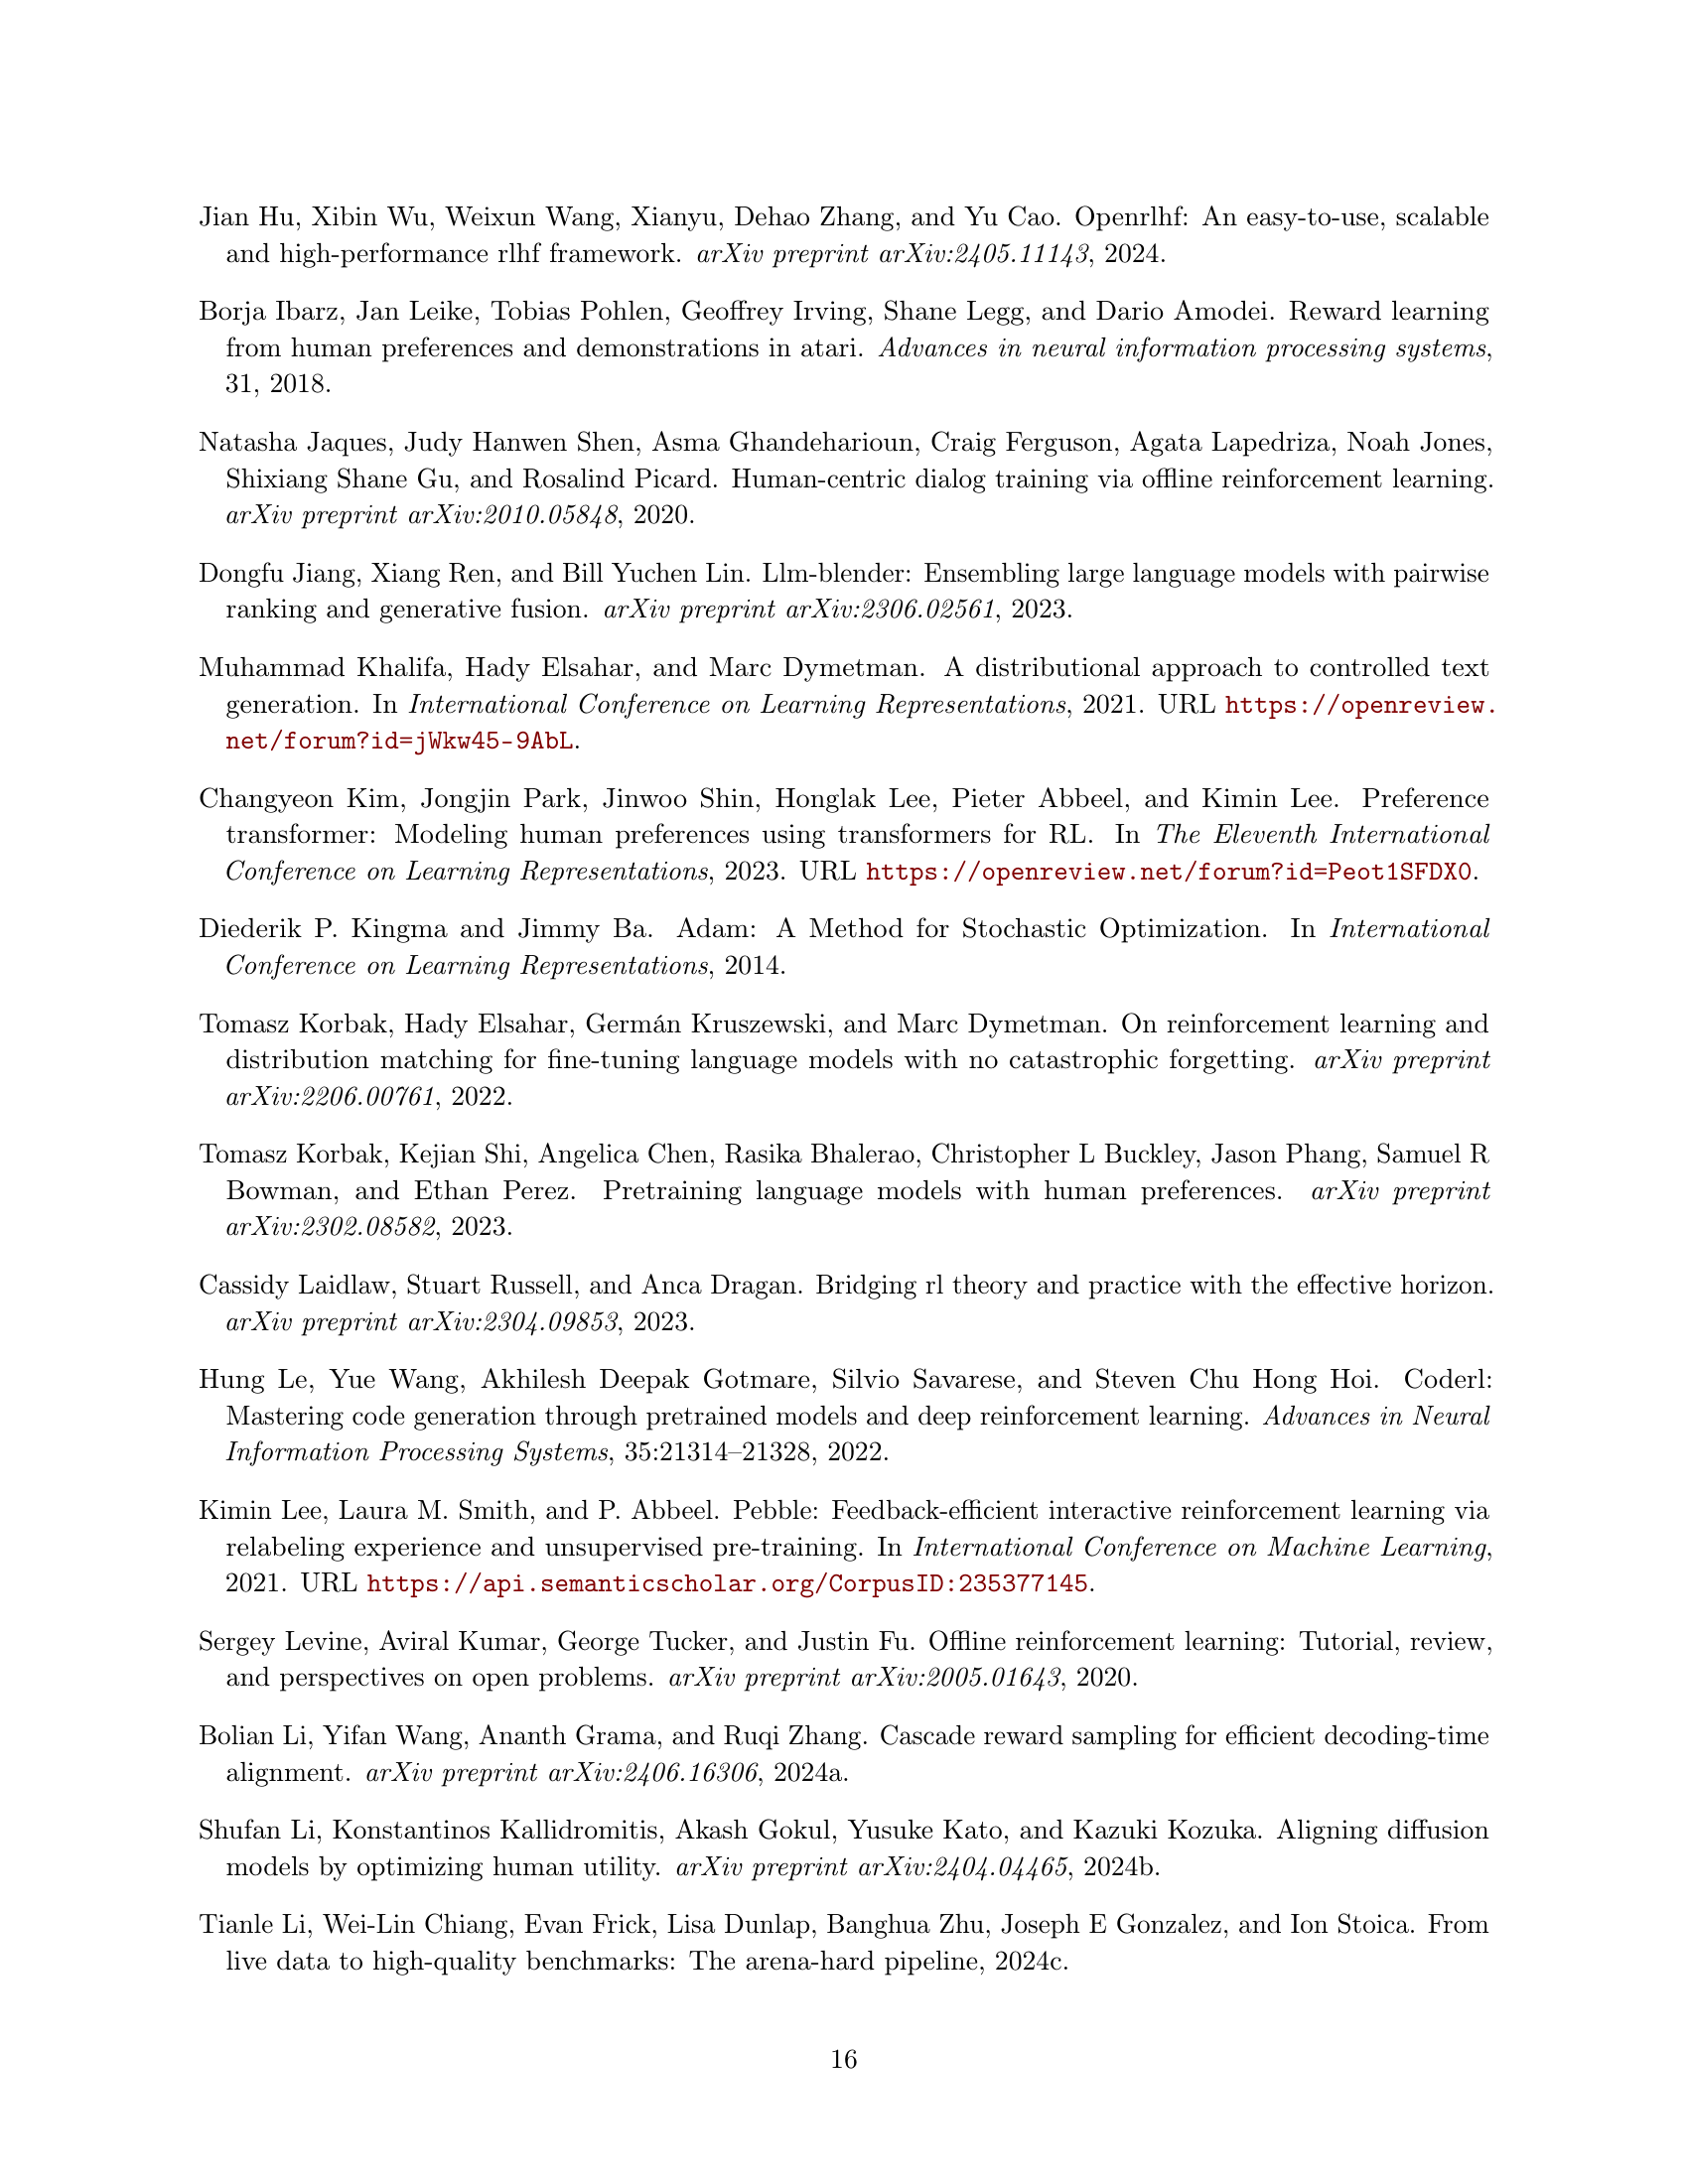 Jian Hu, Xibin Wu, Weixun Wang, Xianyu, Dehao Zhang, and Yu Cao. Openrlhf: An easy-to-use, scalable
and high-performance rlhf framework. arXiv preprint arXiv:2405.11143, 2024.
Borja Ibarz, Jan Leike, Tobias Pohlen, Geoffrey Irving, Shane Legg, and Dario Amodei. Reward learning
from human preferences and demonstrations in atari. Advances in neural information processing systems,
31, 2018.
Natasha Jaques, Judy Hanwen Shen, Asma Ghandeharioun, Craig Ferguson, Agata Lapedriza, Noah Jones,
Shixiang Shane Gu, and Rosalind Picard. Human-centric dialog training via offline reinforcement learning.
arXiv preprint arXiv:2010.05848, 2020.
Dongfu Jiang, Xiang Ren, and Bill Yuchen Lin. Llm-blender: Ensembling large language models with pairwise
ranking and generative fusion. arXiv preprint arXiv:2306.02561, 2023.
Muhammad Khalifa, Hady Elsahar, and Marc Dymetman. A distributional approach to controlled text
generation. In International Conference on Learning Representations, 2021. URL https://openreview.
net/forum?id=jWkw45-9AbL.
Changyeon Kim, Jongjin Park, Jinwoo Shin, Honglak Lee, Pieter Abbeel, and Kimin Lee. Preference
transformer: Modeling human preferences using transformers for RL. In The Eleventh International
Conference on Learning Representations, 2023. URL https://openreview.net/forum?id=Peot1SFDX0.
Diederik P. Kingma and Jimmy Ba. Adam: A Method for Stochastic Optimization. In International
Conference on Learning Representations, 2014.
Tomasz Korbak, Hady Elsahar, Germán Kruszewski, and Marc Dymetman. On reinforcement learning and
distribution matching for fine-tuning language models with no catastrophic forgetting. arXiv preprint
arXiv:2206.00761, 2022.
Tomasz Korbak, Kejian Shi, Angelica Chen, Rasika Bhalerao, Christopher L Buckley, Jason Phang, Samuel R
Bowman, and Ethan Perez. Pretraining language models with human preferences. arXiv preprint
arXiv:2302.08582, 2023.
Cassidy Laidlaw, Stuart Russell, and Anca Dragan. Bridging rl theory and practice with the effective horizon.
arXiv preprint arXiv:2304.09853, 2023.
Hung Le, Yue Wang, Akhilesh Deepak Gotmare, Silvio Savarese, and Steven Chu Hong Hoi. Coderl:
Mastering code generation through pretrained models and deep reinforcement learning. Advances in Neural
Information Processing Systems, 35:21314–21328, 2022.
Kimin Lee, Laura M. Smith, and P. Abbeel. Pebble: Feedback-efficient interactive reinforcement learning via
relabeling experience and unsupervised pre-training. In International Conference on Machine Learning,
2021. URL https://api.semanticscholar.org/CorpusID:235377145.
Sergey Levine, Aviral Kumar, George Tucker, and Justin Fu. Offline reinforcement learning: Tutorial, review,
and perspectives on open problems. arXiv preprint arXiv:2005.01643, 2020.
Bolian Li, Yifan Wang, Ananth Grama, and Ruqi Zhang. Cascade reward sampling for efficient decoding-time
alignment. arXiv preprint arXiv:2406.16306, 2024a.
Shufan Li, Konstantinos Kallidromitis, Akash Gokul, Yusuke Kato, and Kazuki Kozuka. Aligning diffusion
models by optimizing human utility. arXiv preprint arXiv:2404.04465, 2024b.
Tianle Li, Wei-Lin Chiang, Evan Frick, Lisa Dunlap, Banghua Zhu, Joseph E Gonzalez, and Ion Stoica. From
live data to high-quality benchmarks: The arena-hard pipeline, 2024c.
16